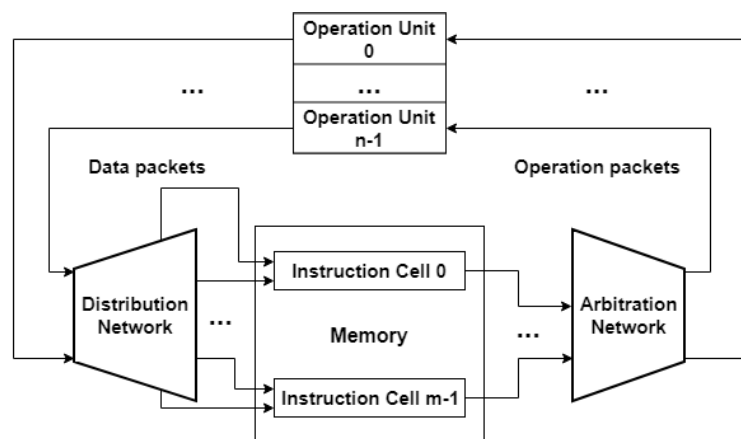 Operation Unit
0
...
...
...
Operation Unit
n-1
Data packets
Operation packets
Instruction Cell 0
Distribution
Network
...
Memory
...
Arbitration
Network
Instruction Cell m-1